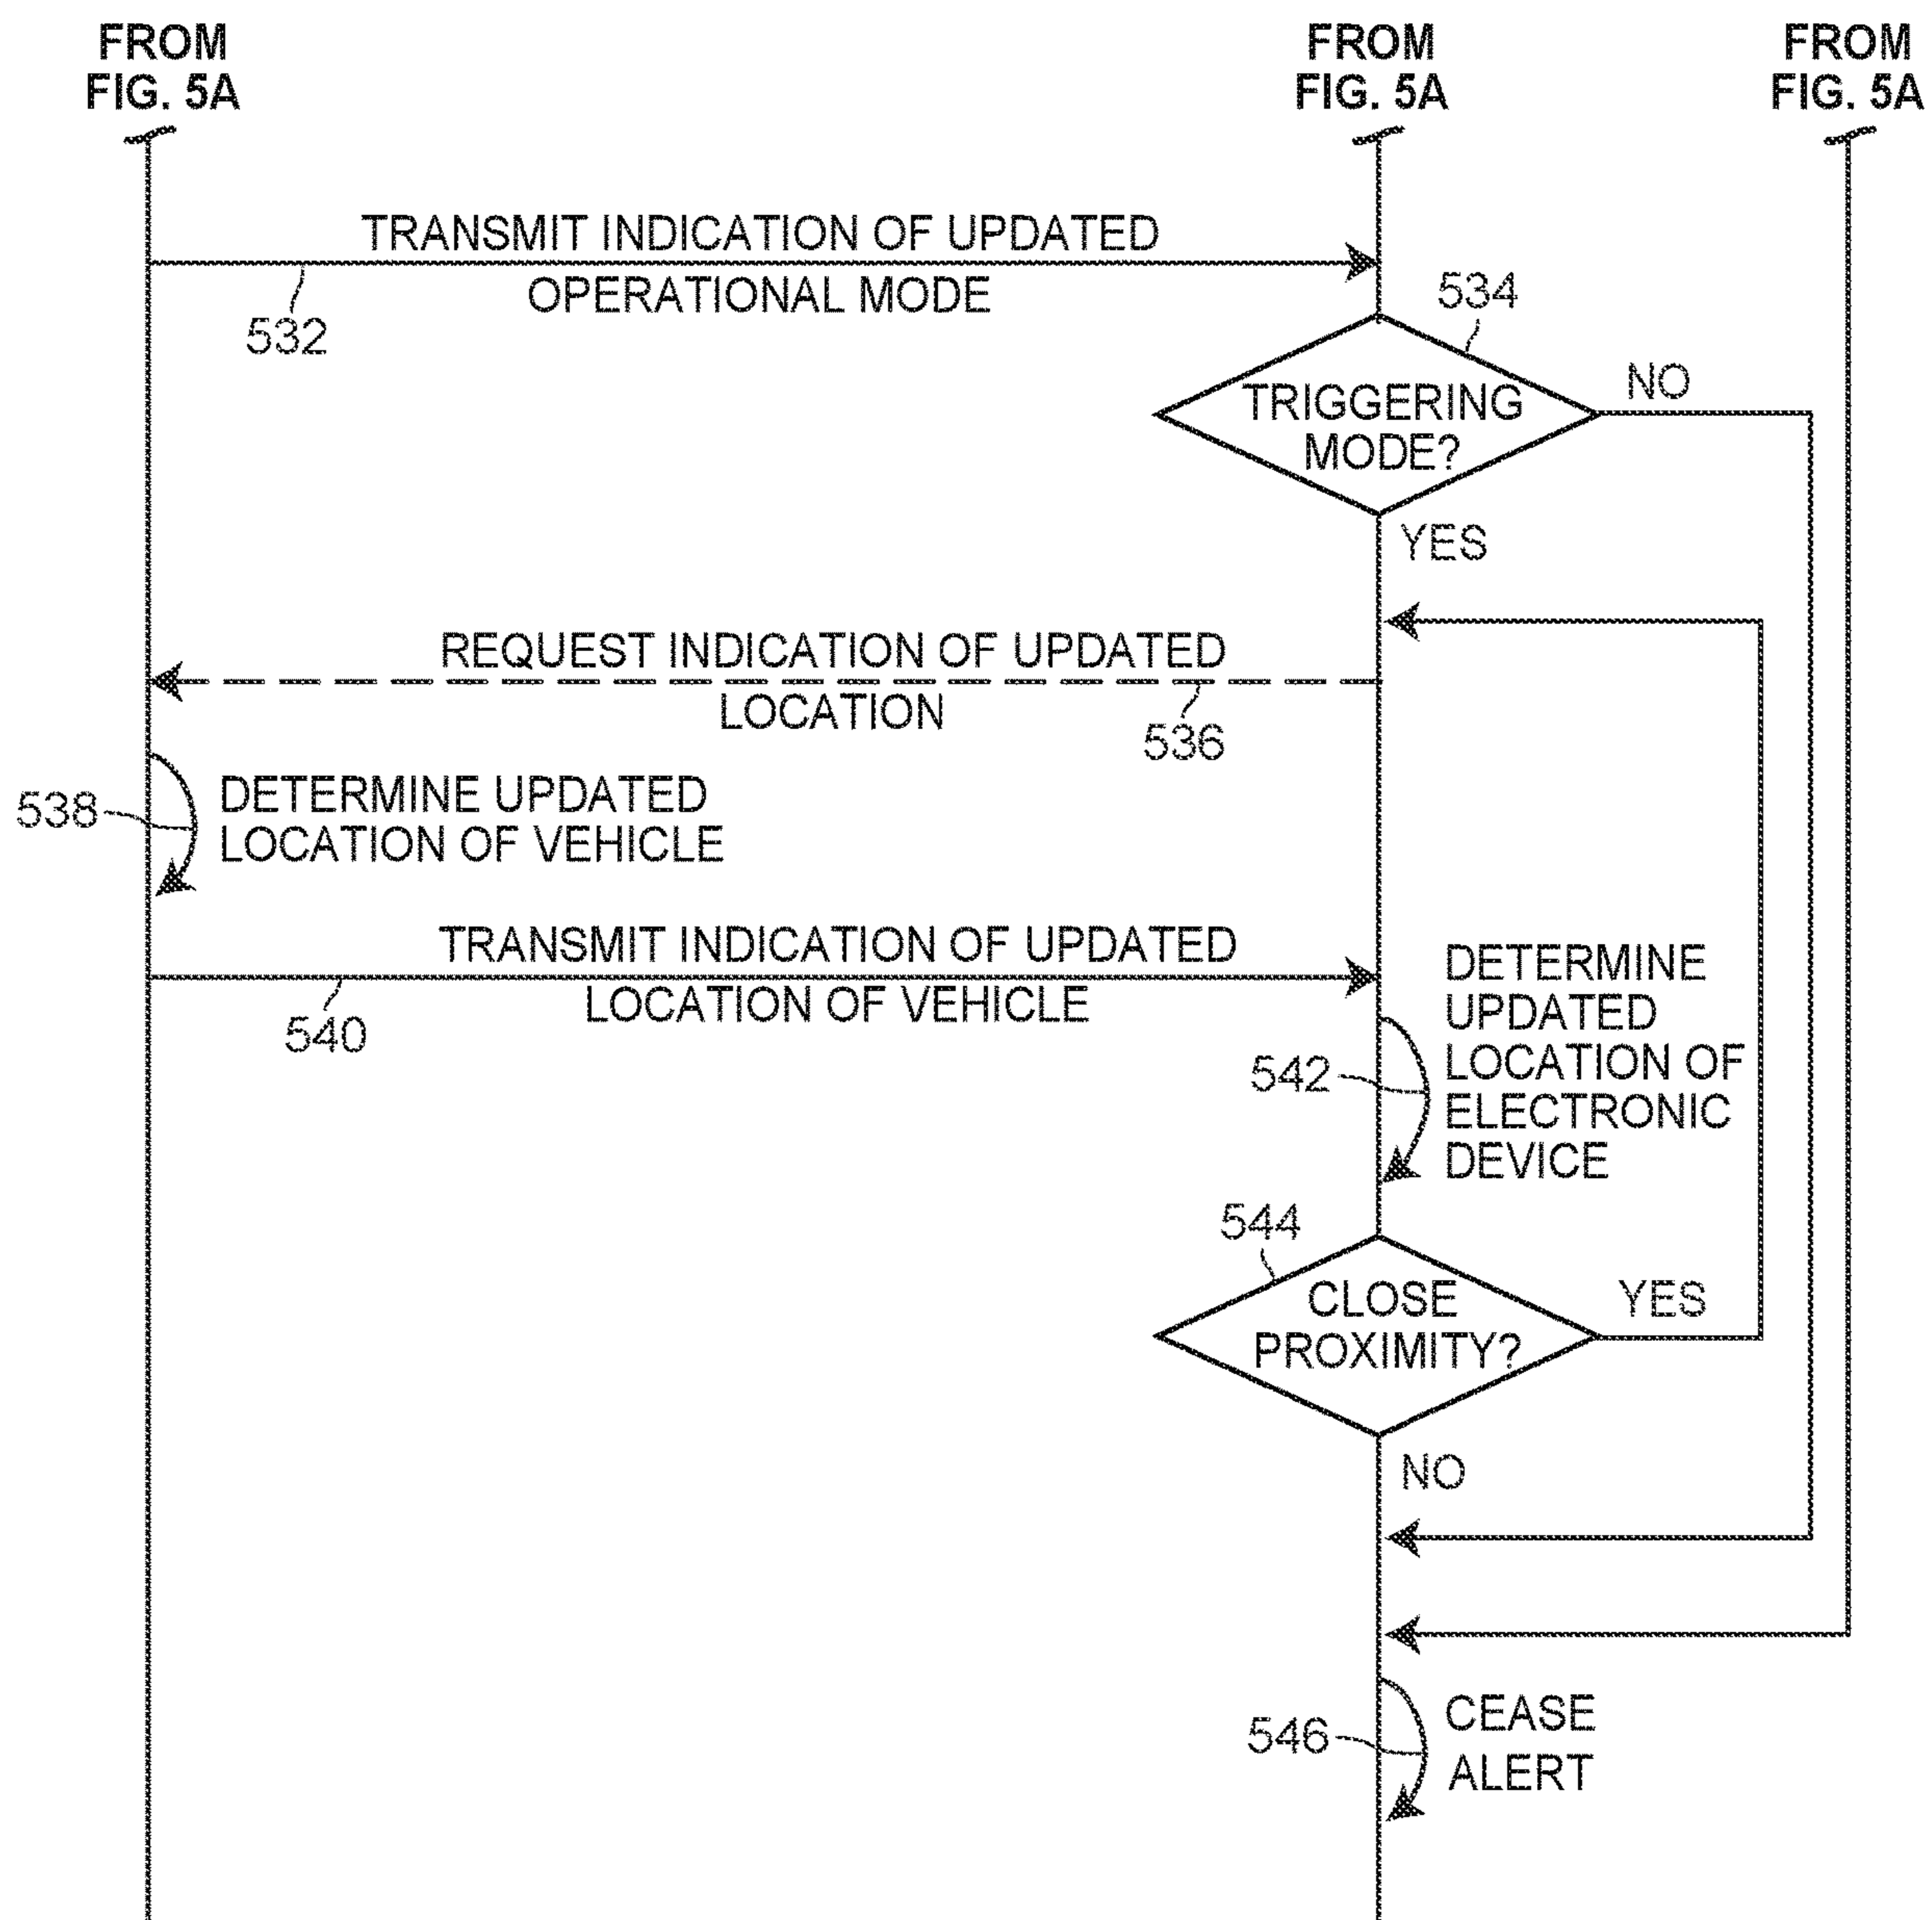 FROM
FIG. 5A
FROM
FIG. 5A
FROM
FIG. 5A
TRANSMIT INDICATION OF UPDATED
OPERATIONAL MODE
532
534
TRIGGERING
MODE?
NO
YES
REQUEST INDICATION OF UPDATED
LOCATION
536
538
DETERMINE UPDATED
LOCATION OF VEHICLE
TRANSMIT INDICATION OF UPDATED
LOCATION OF VEHICLE
540
542
DETERMINE
UPDATED
LOCATION OF
ELECTRONIC
DEVICE
544
CLOSE
PROXIMITY?
YES
NO
546
CEASE
ALERT